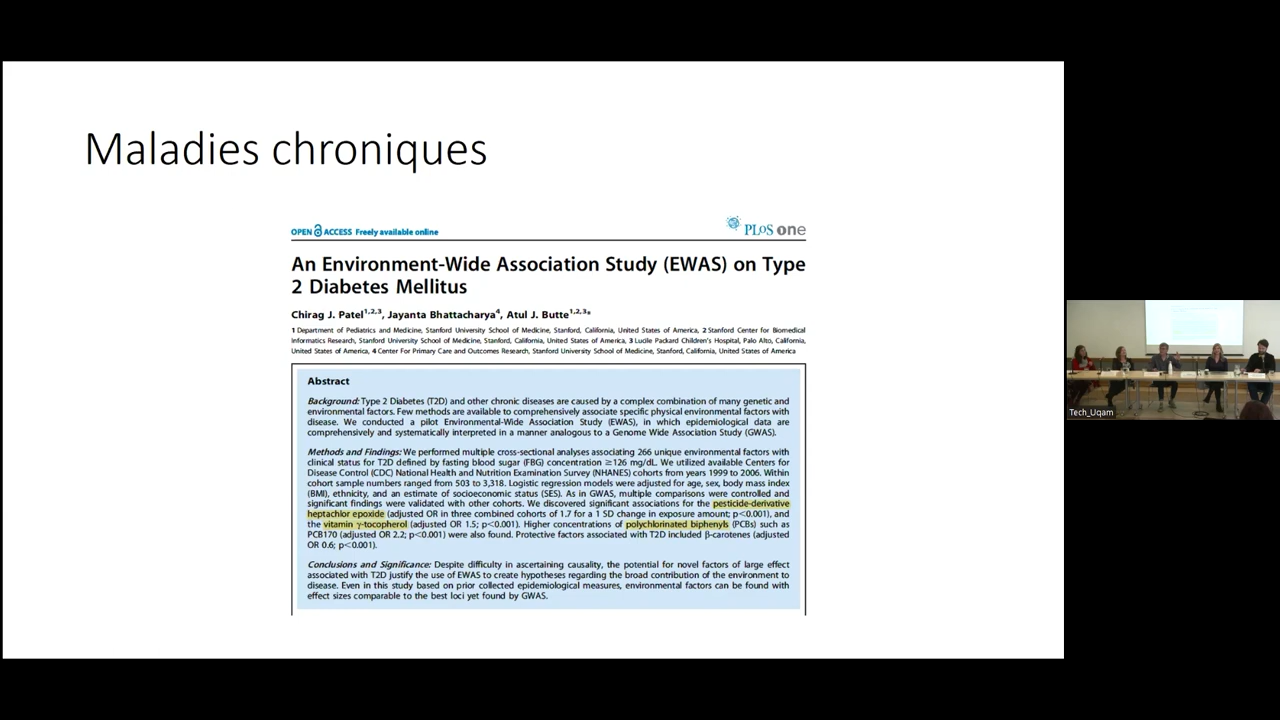 Maladies chroniques
OPEN ACCESS Freely available online
PLoS one
An Environment-Wide Association Study (EWAS) on Type
2 Diabetes Mellitus
Chirag J. Patel1,2,3, Jayanta Bhattacharya4, Atul J. Butte1,2,3*
1 Department of Pediatrics and Medicine, Stanford University School of Medicine, Stanford, California, United States of America, 2 Stanford Center for Biomedical
Informatics Research, Stanford University School of Medicine, Stanford, California, United States of America, 3 Lucile Packard Children's Hospital, Palo Alto, California,
United States of America, 4 Center For Primary Care and Outcomes Research, Stanford University School of Medicine, Stanford, California, United States of America
Abstract
Background: Type 2 Diabetes (T2D) and other chronic diseases are caused by a complex combination of many genetic and
environmental factors. Few methods are available to comprehensively associate specific physical environmental factors with
disease. We conducted a pilot Environmental-Wide Association Study (EWAS), in which epidemiological data are
comprehensively and systematically interpreted in a manner analogous to a Genome Wide Association Study (GWAS).
Methods and Findings: We performed multiple cross-sectional analyses associating 266 unique environmental factors with
clinical status for T2D defined by fasting blood sugar (FBG) concentration ≥126 mg/dL. We utilized available Centers for
Disease Control (CDC) National Health and Nutrition Examination Survey (NHANES) cohorts from years 1999 to 2006. Within
cohort sample numbers ranged from 503 to 3,318. Logistic regression models were adjusted for age, sex, body mass index
(BMI), ethnicity, and an estimate of socioeconomic status (SES). As in GWAS, multiple comparisons were controlled and
significant findings were validated with other cohorts. We discovered significant associations for the pesticide-derivative
heptachlor epoxide (adjusted OR in three combined cohorts of 1.7 for a 1 SD change in exposure amount; p<0.001), and
the vitamin γ-tocopherol (adjusted OR 1.5; p<0.001). Higher concentrations of polychlorinated biphenyls (PCBs) such as
PCB170 (adjusted OR 2.2; p<0.001) were also found. Protective factors associated with T2D included β-carotenes (adjusted
OR 0.6; p<0.001).
Conclusions and Significance: Despite difficulty in ascertaining causality, the potential for novel factors of large effect
associated with T2D justify the use of EWAS to create hypotheses regarding the broad contribution of the environment to
disease. Even in this study based on prior collected epidemiological measures, environmental factors can be found with
effect sizes comparable to the best loci yet found by GWAS.
Tech_Uqam